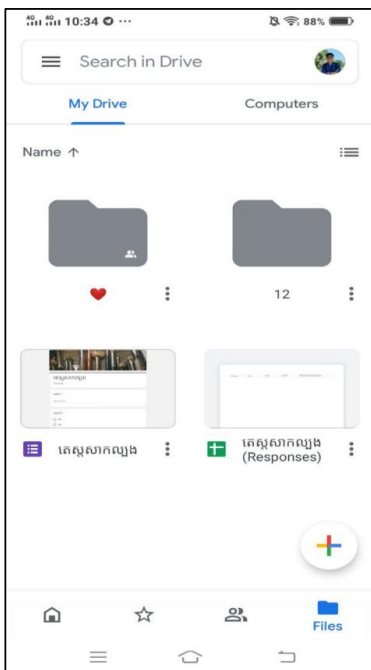 10:34
88%
Search in Drive
My Drive
Computers
Name
12
តេស្តសាកល្បង
តេស្តសាកល្បង
(Responses)
Files